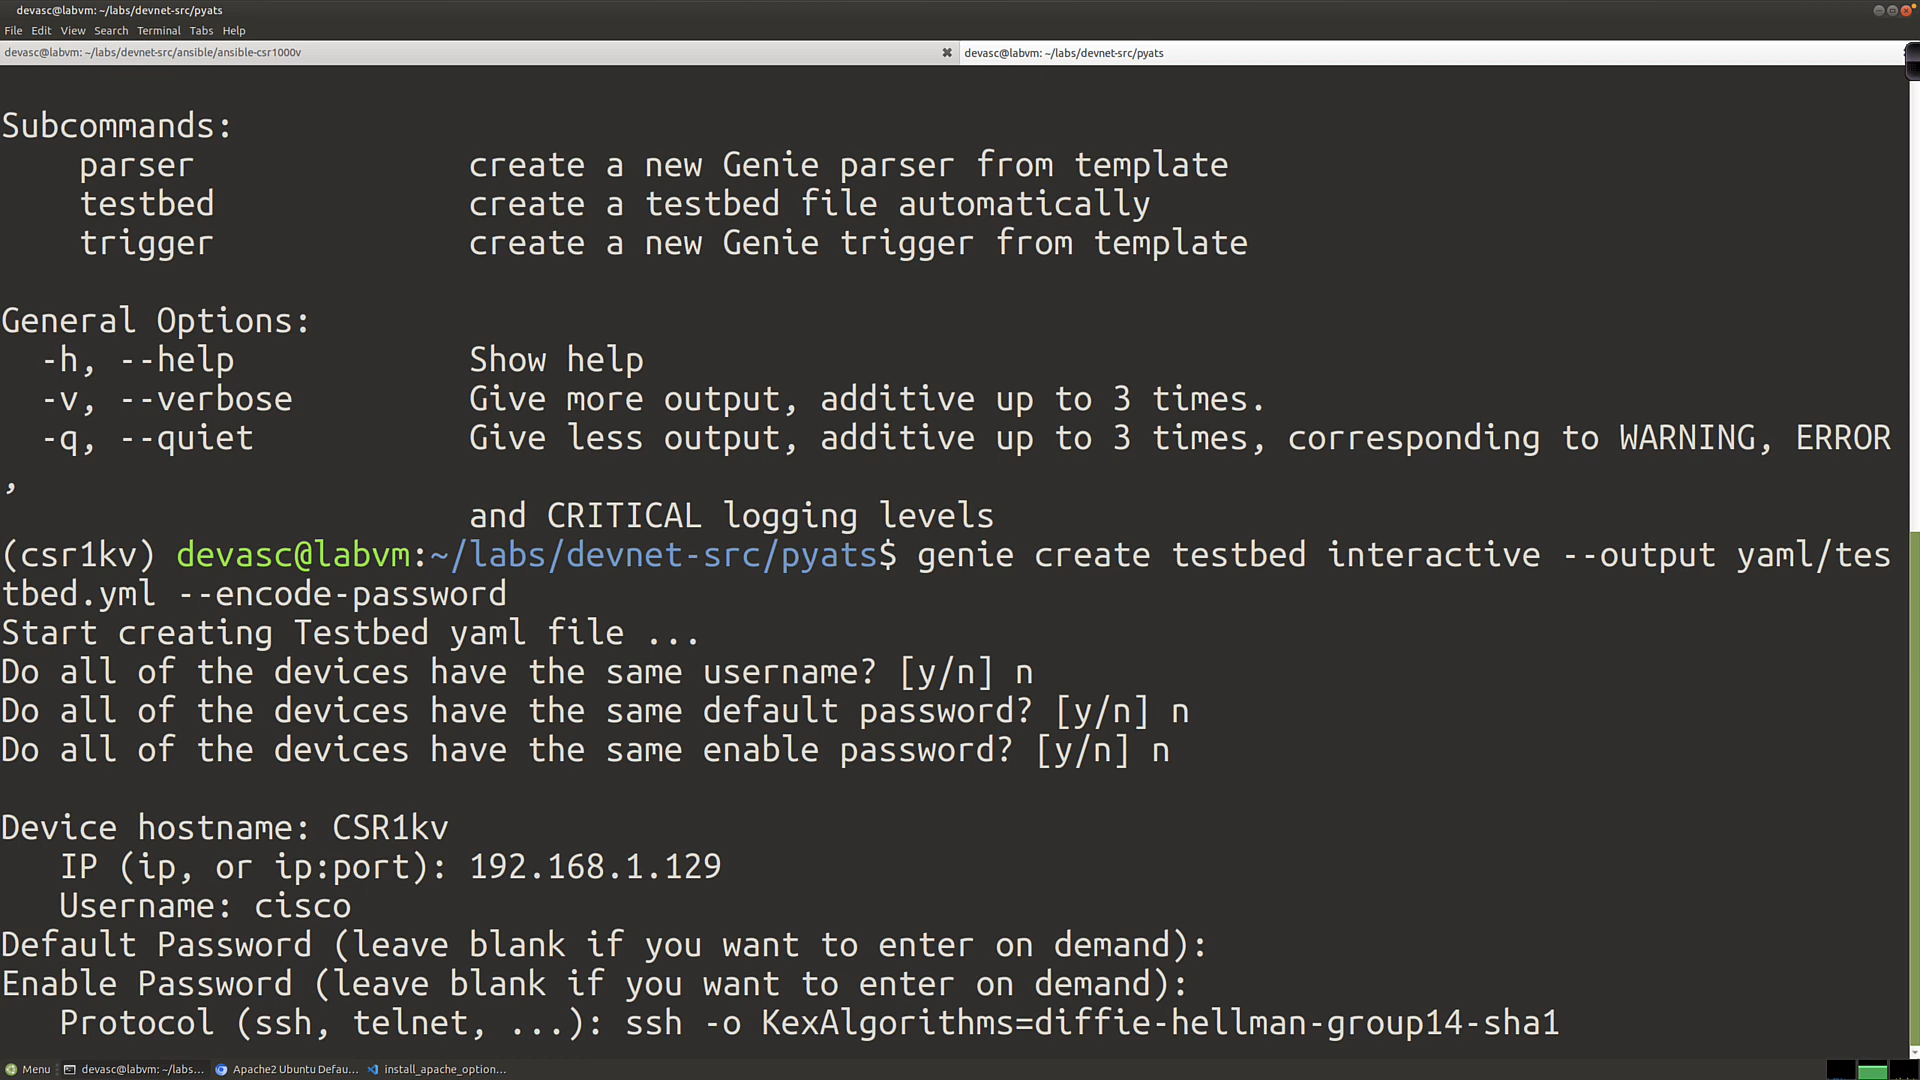 devasc@labvm: ~/labs/devnet-src/pyats
File Edit View Search Terminal Tabs Help
devasc@labvm: ~/labs/devnet-src/ansible/ansible-csr1000v
devasc@labvm: ~/labs/devnet-src/pyats
Subcommands:
parser create a new Genie parser from template
testbed create a testbed file automatically
trigger create a new Genie trigger from template
General Options:
-h, --help Show help
-v, --verbose Give more output, additive up to 3 times.
-q, --quiet Give less output, additive up to 3 times, corresponding to WARNING, ERROR
,
and CRITICAL logging levels
(csr1kv) devasc@labvm:~/labs/devnet-src/pyats$ genie create testbed interactive --output yaml/tes
tbed.yml --encode-password
Start creating Testbed yaml file ...
Do all of the devices have the same username? [y/n] n
Do all of the devices have the same default password? [y/n] n
Do all of the devices have the same enable password? [y/n] n
Device hostname: CSR1kv
IP (ip, or ip:port): 192.168.1.129
Username: cisco
Default Password (leave blank if you want to enter on demand):
Enable Password (leave blank if you want to enter on demand):
Protocol (ssh, telnet, ...): ssh -o KexAlgorithms=diffie-hellman-group14-sha1
Menu devasc@labvm: ~/labs... Apache2 Ubuntu Defau... install_apache_option...